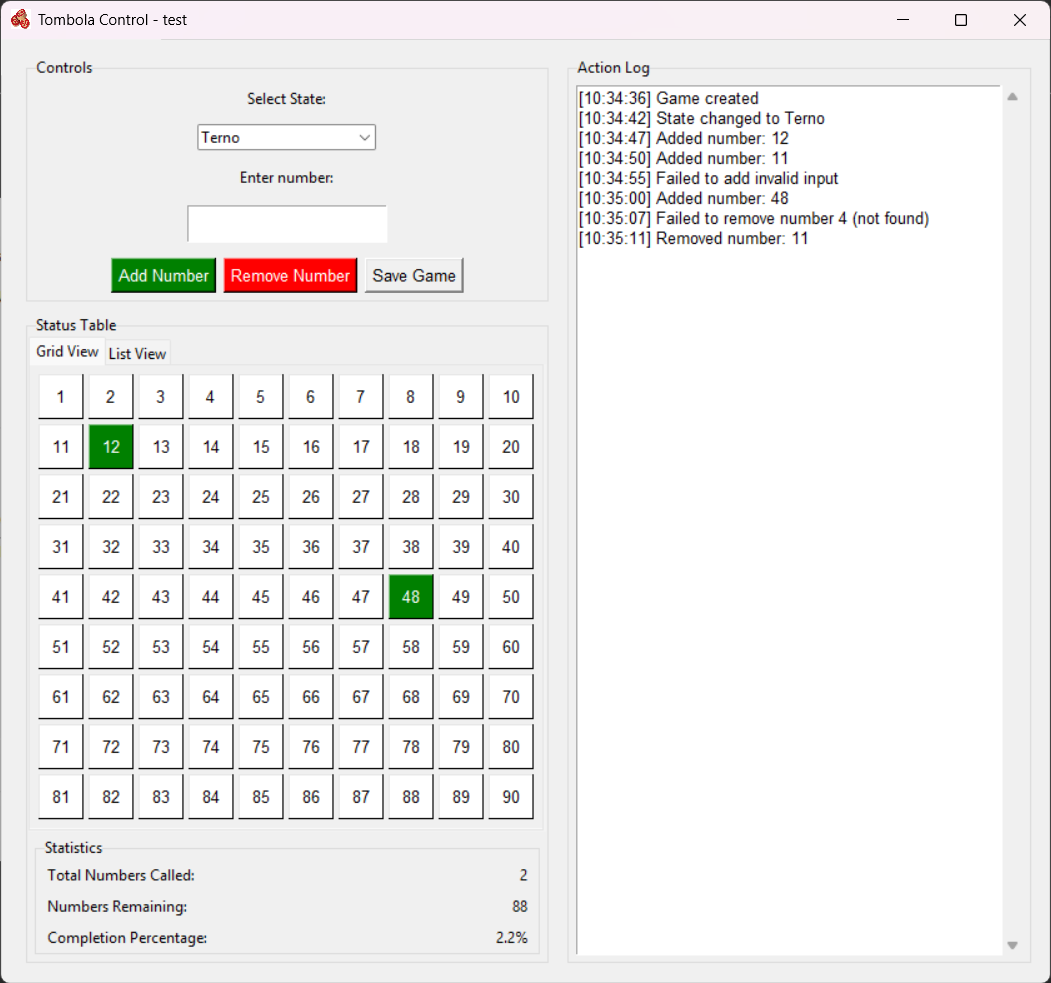 Tombola Control - test
Controls
Select State:
Terno
Enter number:
Add Number Remove Number Save Game
Status Table
Grid View List View
1 2 3 4 5 6 7 8 9 10
11 12 13 14 15 16 17 18 19 20
21 22 23 24 25 26 27 28 29 30
31 32 33 34 35 36 37 38 39 40
41 42 43 44 45 46 47 48 49 50
51 52 53 54 55 56 57 58 59 60
61 62 63 64 65 66 67 68 69 70
71 72 73 74 75 76 77 78 79 80
81 82 83 84 85 86 87 88 89 90
Statistics
Total Numbers Called: 2
Numbers Remaining: 88
Completion Percentage: 2.2%
Action Log
[10:34:36] Game created
[10:34:42] State changed to Terno
[10:34:47] Added number: 12
[10:34:50] Added number: 11
[10:34:55] Failed to add invalid input
[10:35:00] Added number: 48
[10:35:07] Failed to remove number 4 (not found)
[10:35:11] Removed number: 11